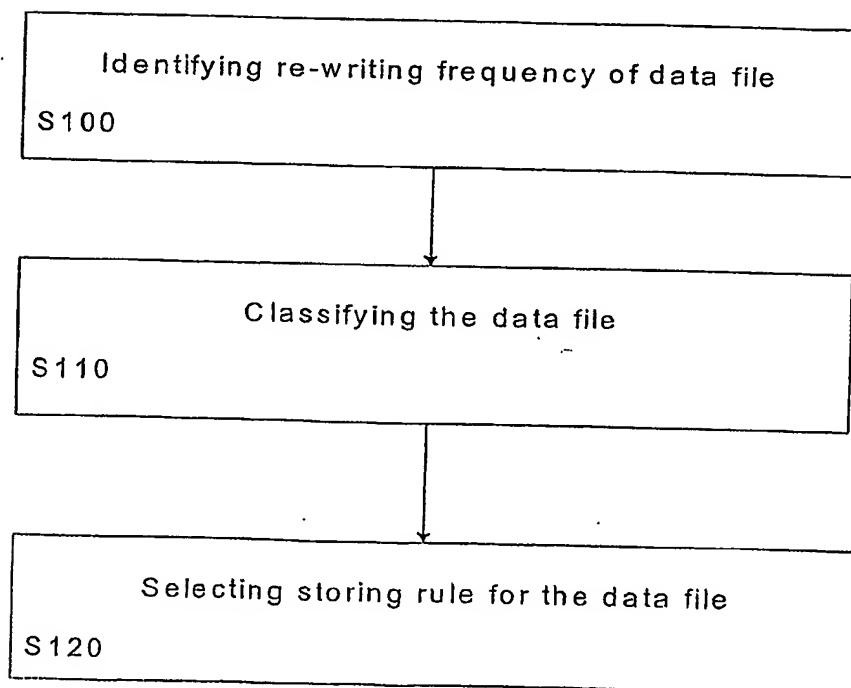 Identifying re-writing frequency of data file
S100
Classifying the data file
S110
Selecting storing rule for the data file
S120